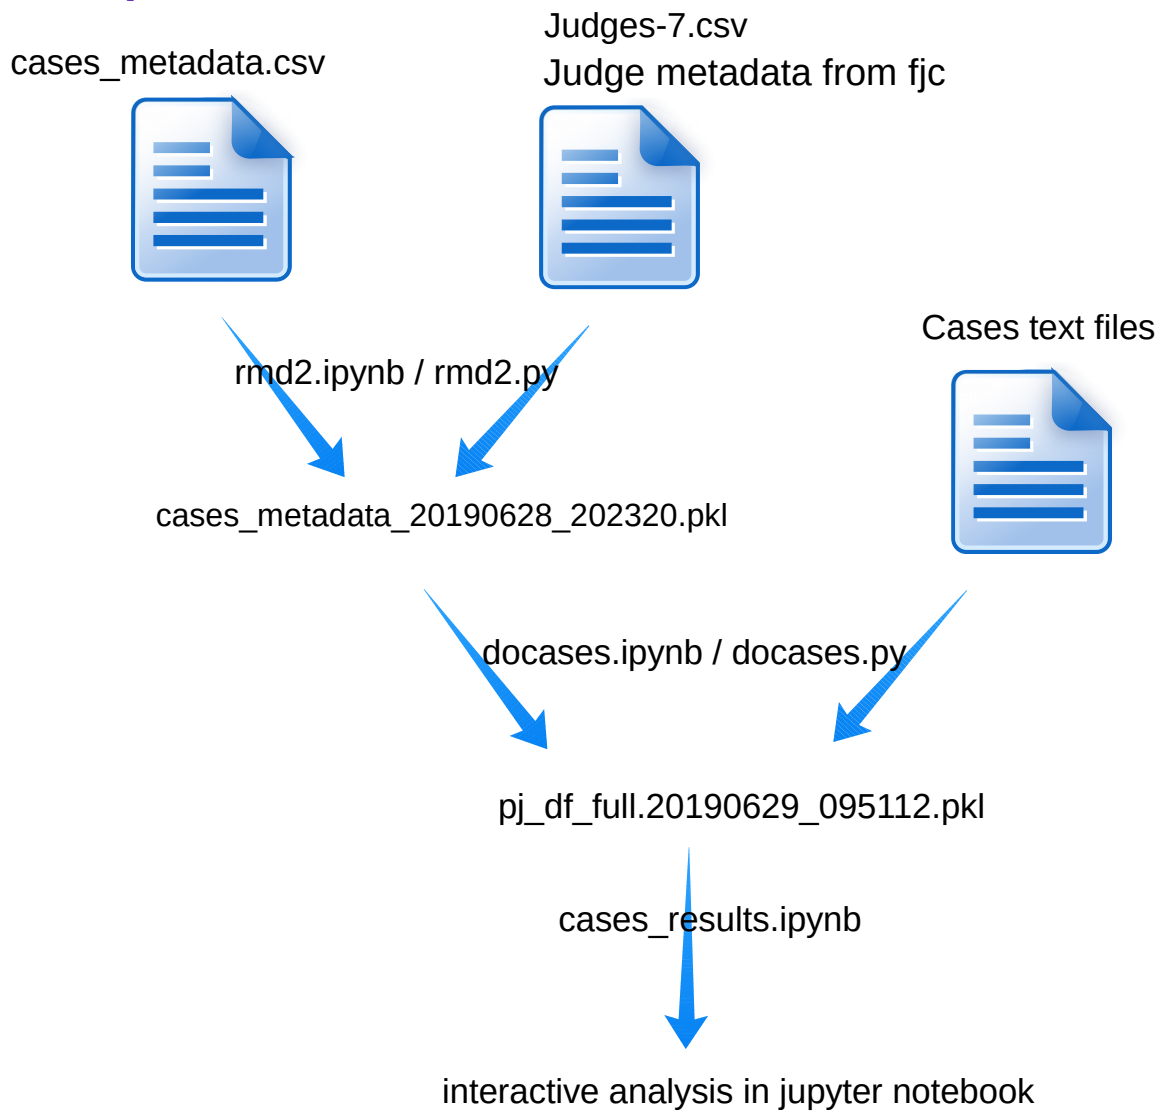 cases_metadata.csv
Judges-7.csv
Judge metadata from fjc
Cases text files
rmd2.ipynb / rmd2.py
cases_metadata_20190628_202320.pkl
docases.ipynb / docases.py
pj_df_full.20190629_095112.pkl
cases_results.ipynb
interactive analysis in jupyter notebook